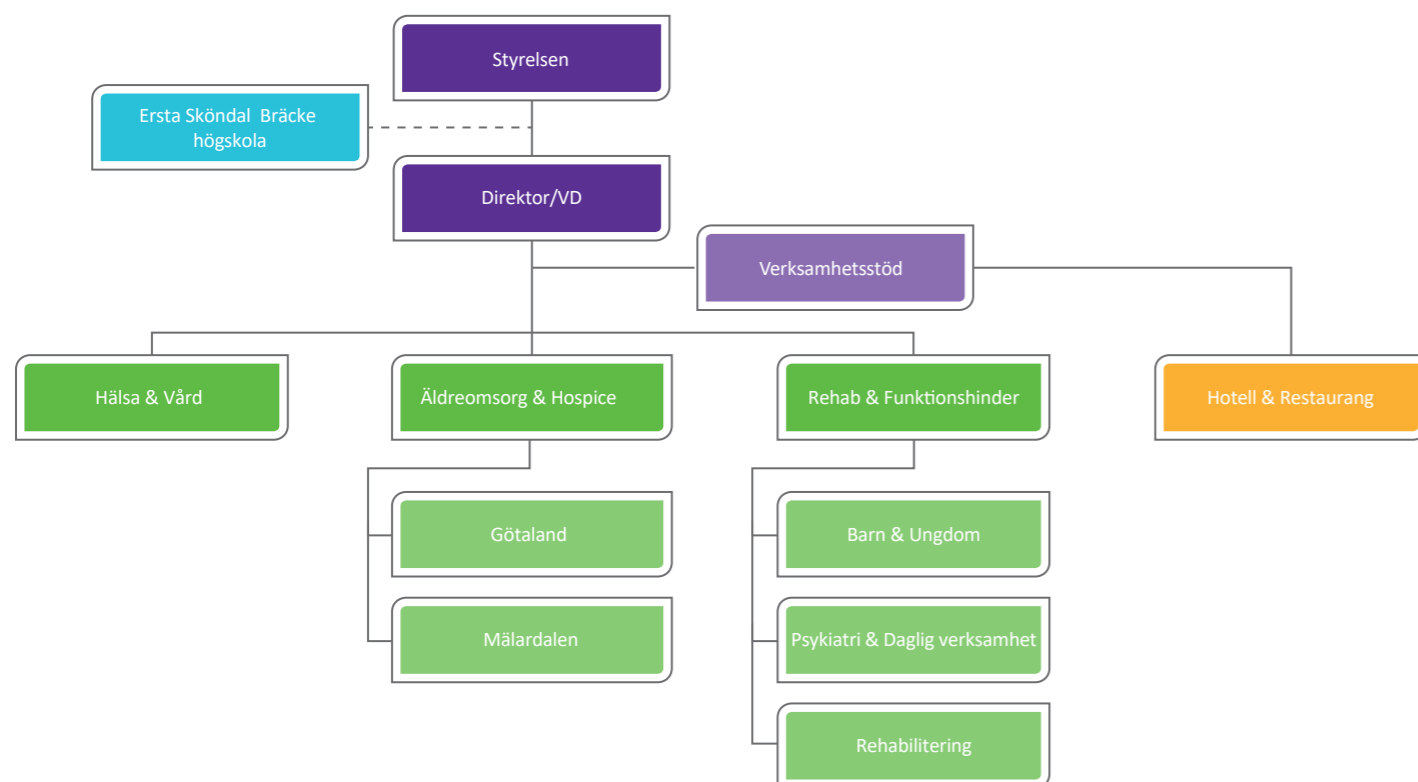 Styrelsen
Ersta Sköndal Bräcke
högskola
Direktor/VD
Verksamhetsstöd
Hälsa & Vård
Äldreomsorg & Hospice
Rehab & Funktionshinder
Hotell & Restaurang
Götaland
Barn & Ungdom
Mälardalen
Psykiatri & Daglig verksamhet
Rehabilitering